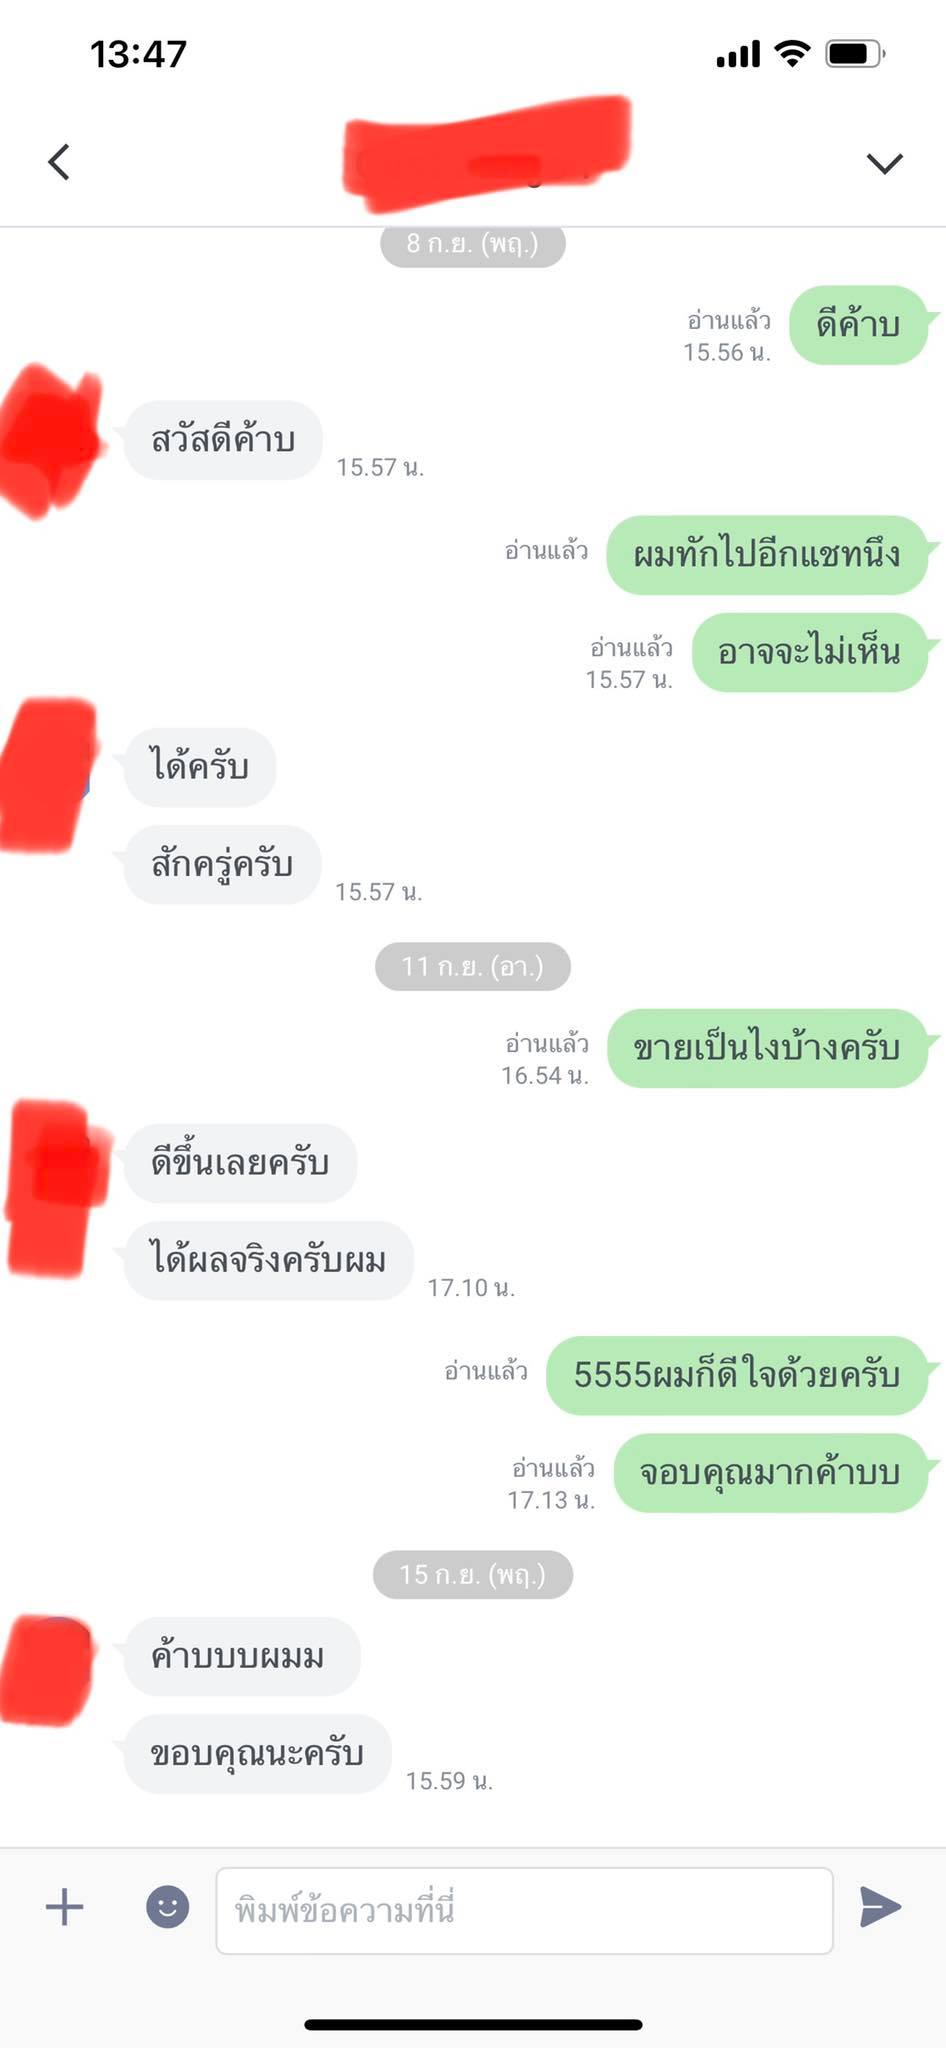 13:47
8 ก.ย. (พฤ.)
ดีค้าบ
อ่านแล้ว
15.56 น.
สวัสดีค้าบ
15.57 น.
ผมทักไปอีกแชทนึง
อ่านแล้ว
อาจจะไม่เห็น
อ่านแล้ว
15.57 น.
ได้ครับ
สักครู่ครับ
15.57 น.
11 ก.ย. (อา.)
ขายเป็นไงบ้างครับ
อ่านแล้ว
16.54 น.
ดีขึ้นเลยครับ
ได้ผลจริงครับผม
17.10 น.
5555ผมก็ดีใจด้วยครับ
อ่านแล้ว
จอบคุณมากค้าบบ
อ่านแล้ว
17.13 น.
15 ก.ย. (พฤ.)
ค้าบบบผมม
ขอบคุณนะครับ
15.59 น.
พิมพ์ข้อความที่นี่